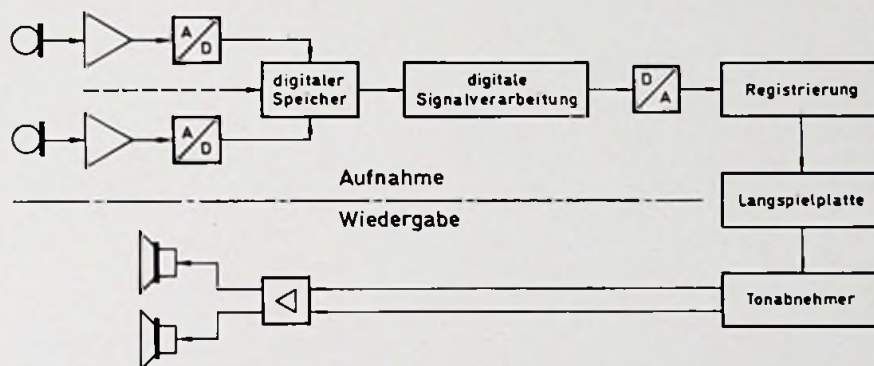 A/D
digitaler
Speicher
digitale
Signalverarbeitung
D/A
Registrierung
A/D
Aufnahme
Wiedergabe
Langspielplatte
Tonabnehmer